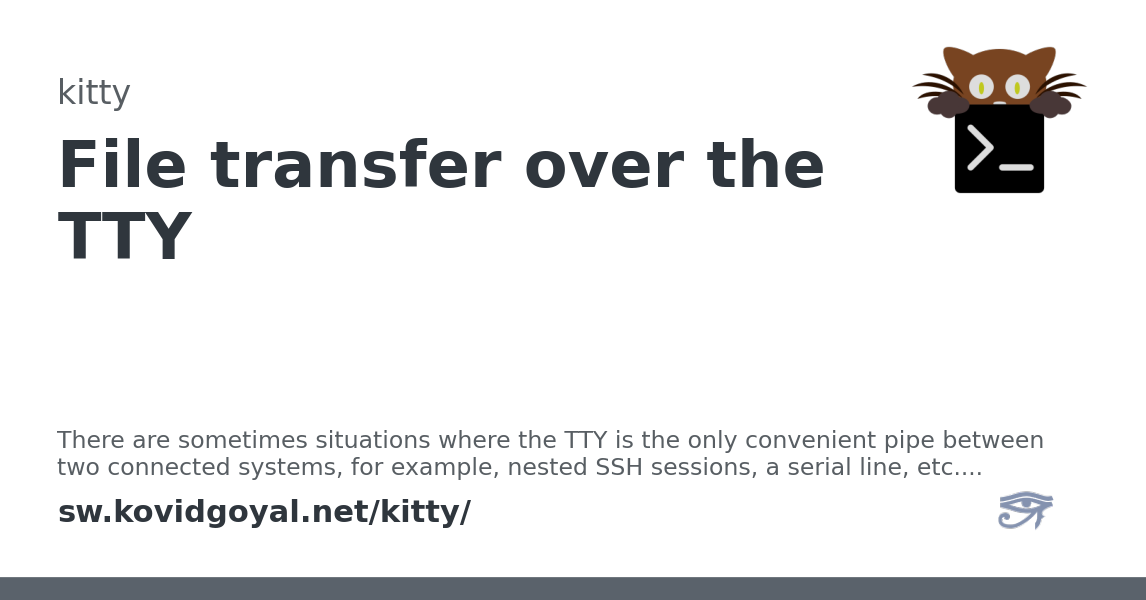 kitty
File transfer over the
TTY
There are sometimes situations where the TTY is the only convenient pipe between
two connected systems, for example, nested SSH sessions, a serial line, etc....
sw.kovidgoyal.net/kitty/